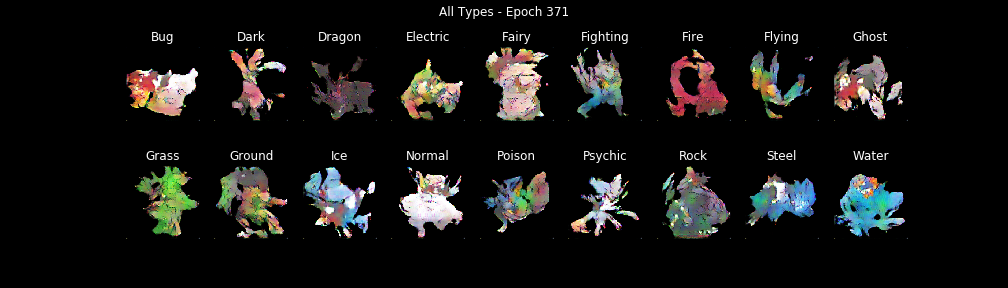 All Types - Epoch 371
Bug Dark Dragon Electric Fairy Fighting Fire Flying Ghost
Grass Ground Ice Normal Poison Psychic Rock Steel Water